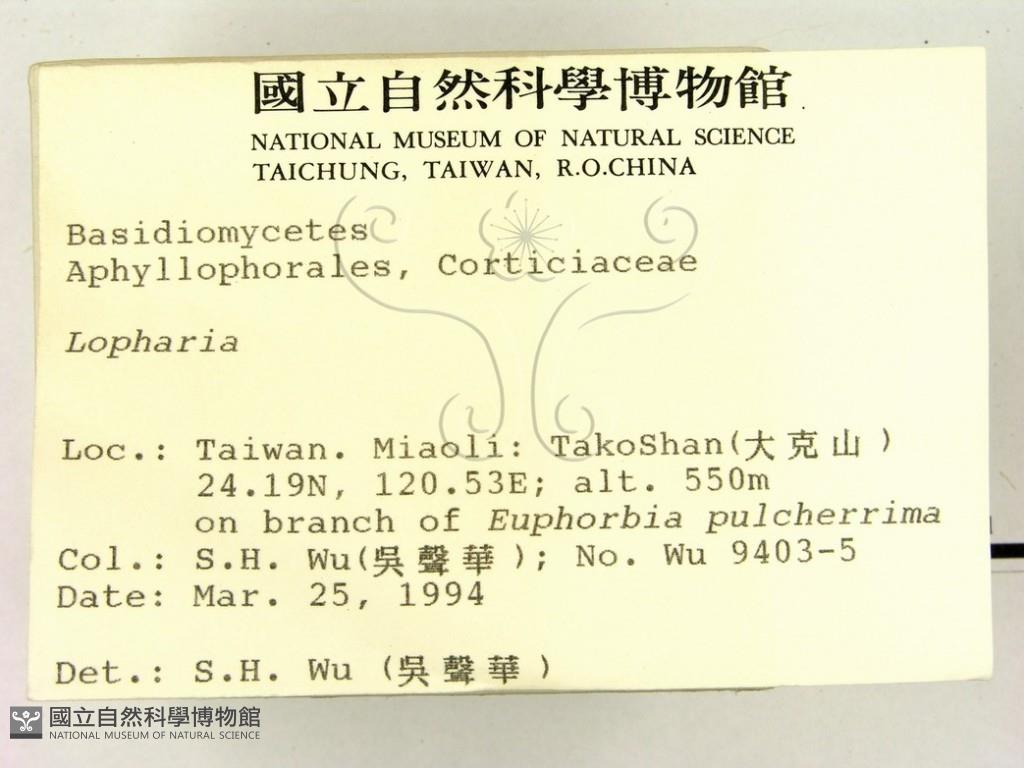 國立自然科學博物館
NATIONAL MUSEUM OF NATURAL SCIENCE
TAICHUNG, TAIWAN, R.O.CHINA
Basidiomycetes
Aphyllophorales, Corticiaceae
Lopharia
Loc.: Taiwan. Miaoli: TakoShan(大克山)
24.19N, 120.53E; alt. 550m
on branch of Euphorbia pulcherrima
Col.: S.H. Wu(吳聲華); No. Wu 9403-5
Date: Mar. 25, 1994
Det.: S.H. Wu (吳聲華)
國立自然科學博物館
NATIONAL MUSEUM OF NATURAL SCIENCE